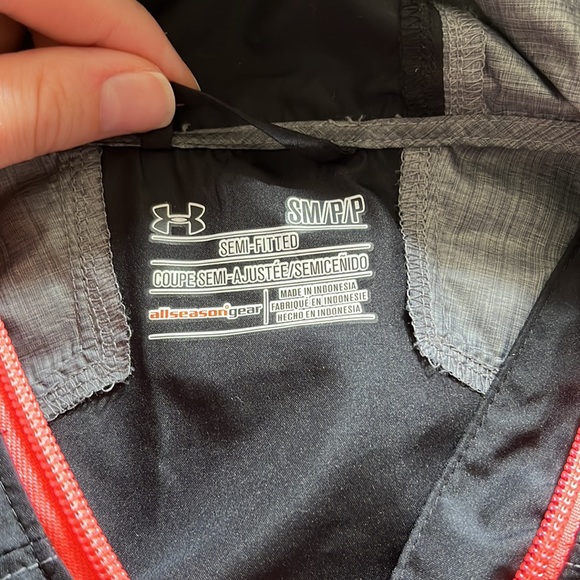 SM/P/P
SEMI-FITTED
COUPE SEMI-AJUSTÉE/SEMICEÑIDO
allseasongear
MADE IN INDONESIA
FABRIQUÉ EN INDONESIE
HECHO EN INDONESIA